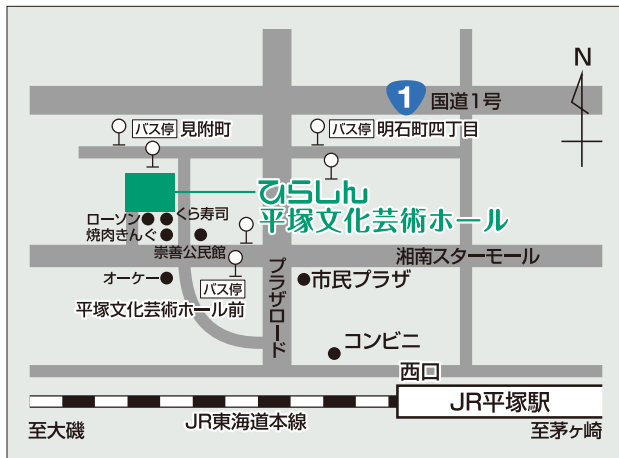 N
1
国道1号
バス停 見附町
バス停 明石町四丁目
ひらしん
平塚文化芸術ホール
ローソン
くら寿司
焼肉きんぐ
崇善公民館
湘南スターモール
オーケー
バス停
平塚文化芸術ホール前
プラザロード
市民プラザ
コンビニ
西口
JR平塚駅
JR東海道本線
至大磯
至茅ヶ崎